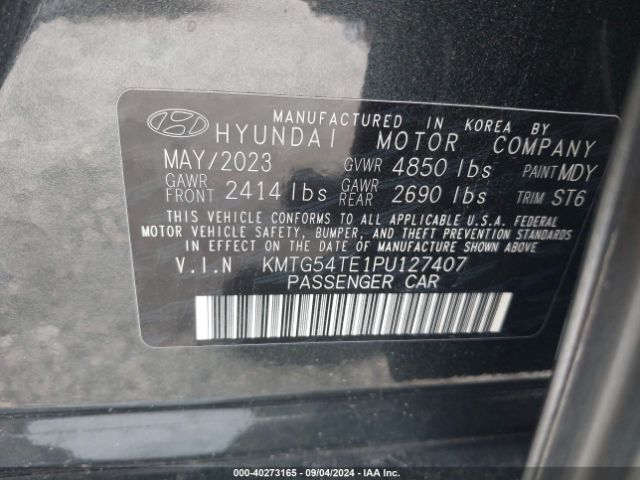 MANUFACTURED IN KOREA BY
HYUNDAI MOTOR COMPANY
MAY/2023 GVWR 4850 lbs PAINT MDY
GAWR FRONT 2414 lbs GAWR REAR 2690 lbs TRIM ST6
THIS VEHICLE CONFORMS TO ALL APPLICABLE U.S.A. FEDERAL
MOTOR VEHICLE SAFETY, BUMPER, AND THEFT PREVENTION STANDARDS
IN EFFECT ON THE DATE OF MANUFACTURE SHOWN ABOVE.
V.I.N KMTG54TE1PU127407
PASSENGER CAR
000-40273165 - 09/04/2024 - IAA Inc.